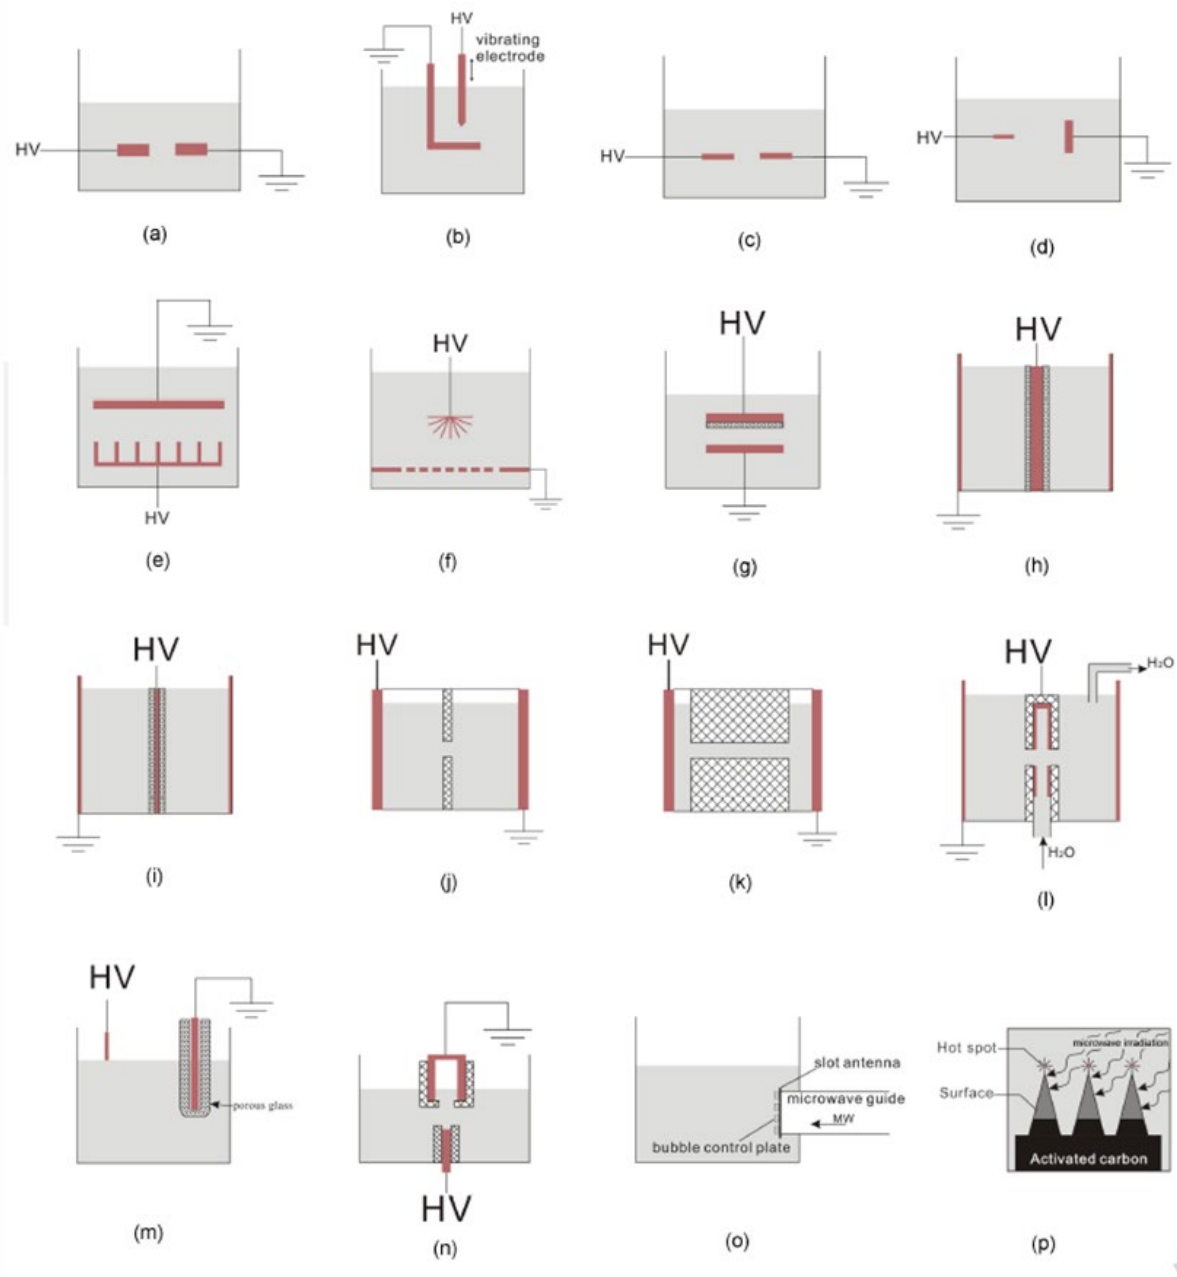 HV
(a)
HV
vibrating
electrode
(b)
HV
(c)
HV
(d)
HV
(e)
HV
(f)
HV
(g)
HV
(h)
HV
(i)
HV
(j)
HV
(k)
HV
H₂O
H₂O
(l)
HV
porous glass
(m)
HV
(n)
slot antenna
microwave guide
MW
bubble control plate
(o)
Hot spot
microwave irradiation
Surface
Activated carbon
(p)